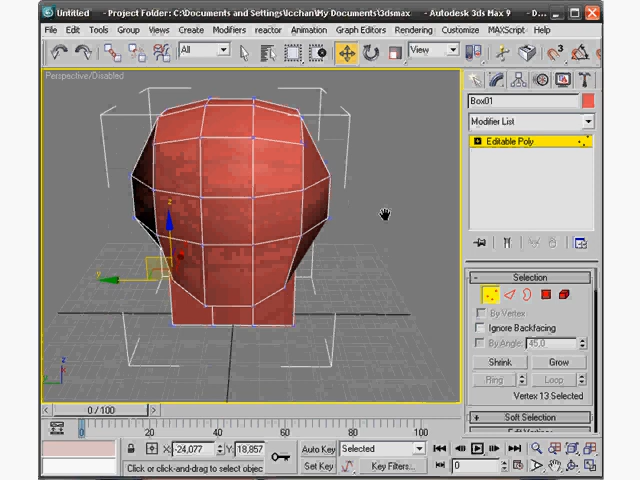 Untitled - Project Folder: C:\Documents and Settings\lcchan\My Documents\3dsmax - Autodesk 3ds Max 9 - D...
File Edit Tools Group Views Create Modifiers reactor Animation Graph Editors Rendering Customize MAXScript Help
All View
Perspective/Disabled
Box01
Modifier List
Editable Poly
z
y
z
x
y
- Selection
By Vertex
Ignore Backfacing
By Angle: 45,0
Shrink Grow
Ring Loop
Vertex 13 Selected
+ Soft Selection
0 / 100
0 20 40 60 80 100
X: -24,077 Y: 18,857
Auto Key Selected
Click or click-and-drag to select objec
Set Key Key Filters... 0